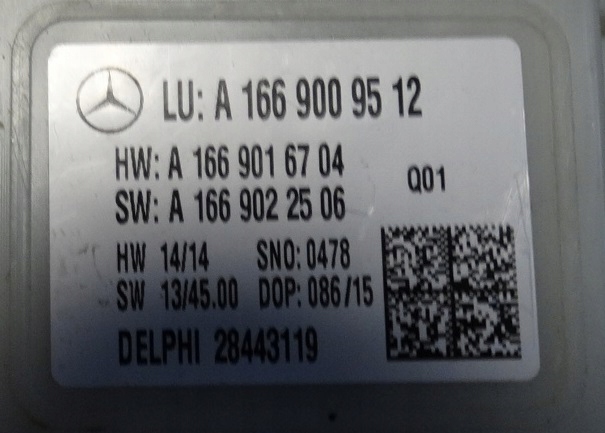 LU: A 166 900 95 12
HW: A 166 901 67 04
SW: A 166 902 25 06
Q01
HW 14/14 SNO: 0478
SW 13/45.00 DOP: 086/15
DELPHI 28443119